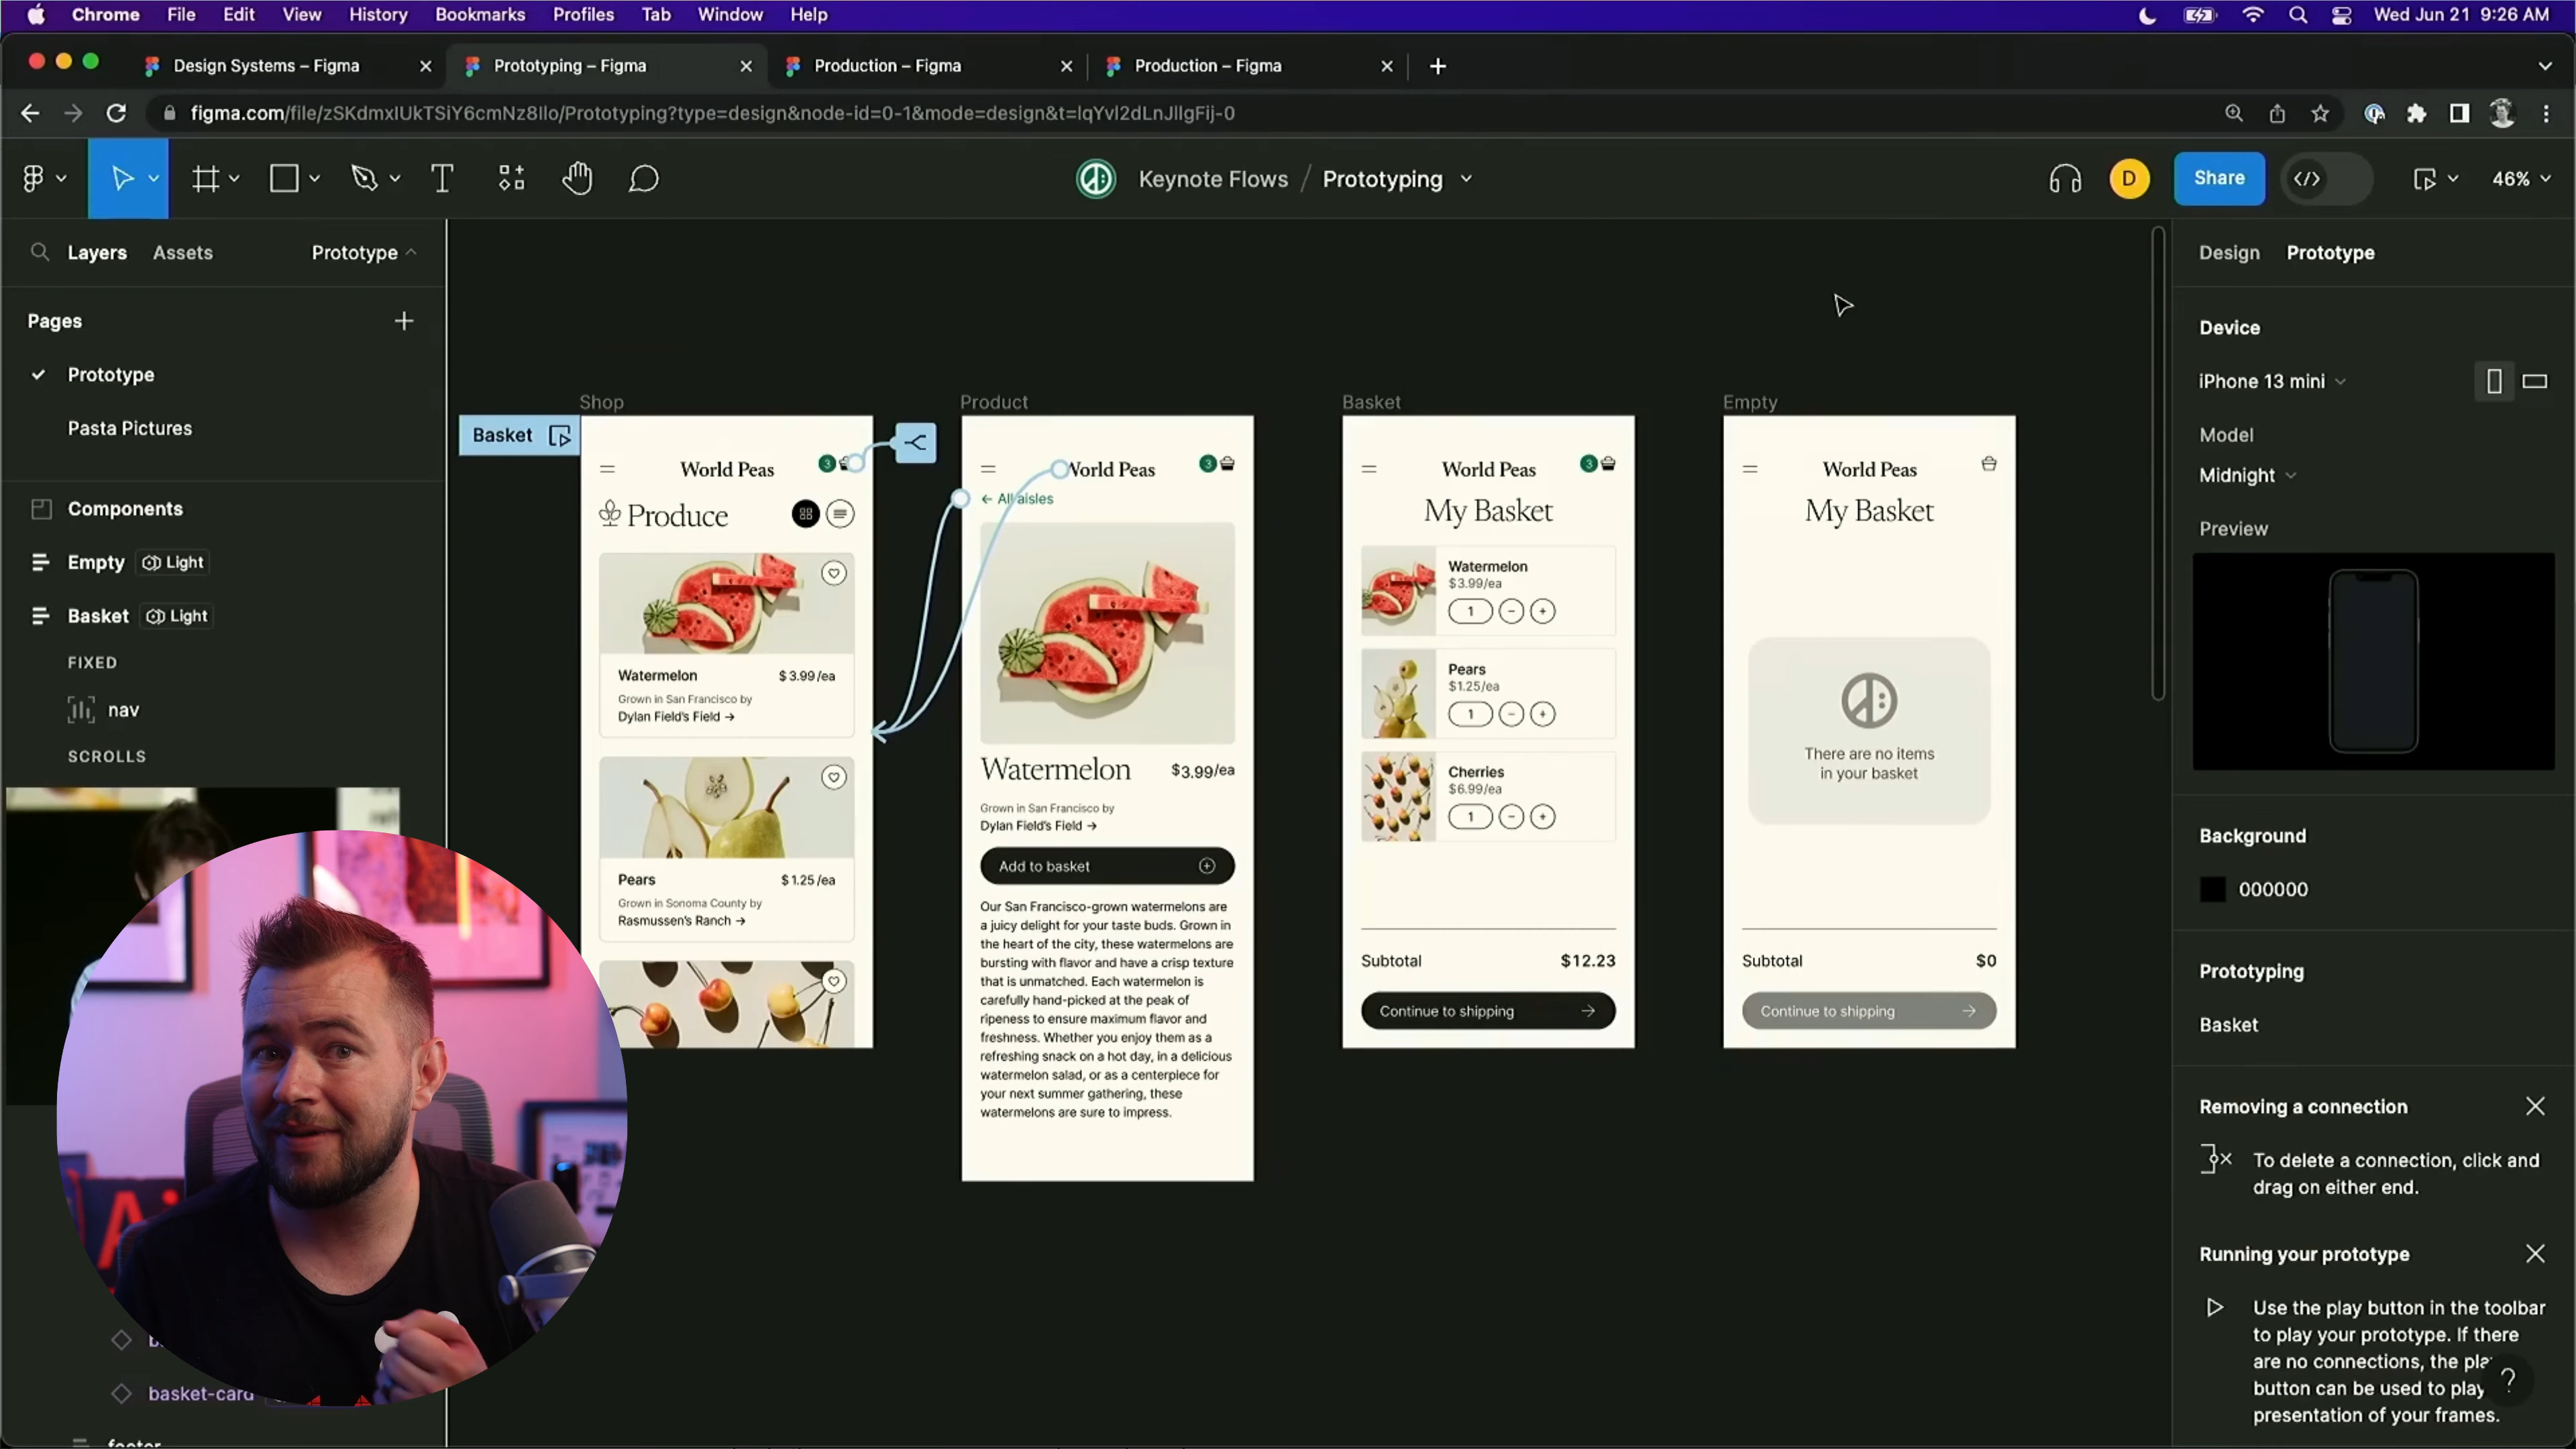 Chrome File Edit View History Bookmarks Profiles Tab Window Help Wed Jun 21 9:26 AM
Design Systems – Figma Prototyping – Figma Production – Figma Production – Figma
figma.com/file/zSKdmxIUkTSiY6cmNz8Ilo/Prototyping?type=design&node-id=0-1&mode=design&t=lqYvl2dLnJllgFij-0
Keynote Flows / Prototyping D Share 46%
Layers Assets Prototype
Pages
Prototype
Pasta Pictures
Components
Empty Light
Basket Light
FIXED
nav
SCROLLS
basket-card
footer
Basket
Shop
3
World Peas
Produce
Watermelon $3.99/ea
Grown in San Francisco by
Dylan Field's Field →
Pears $1.25/ea
Grown in Sonoma County by
Rasmussen's Ranch →
Product
World Peas 3
← All aisles
Watermelon $3.99/ea
Grown in San Francisco by
Dylan Field's Field →
Add to basket
Our San Francisco-grown watermelons are
a juicy delight for your taste buds. Grown in
the heart of the city, these watermelons are
bursting with flavor and have a crisp texture
that is unmatched. Each watermelon is
carefully hand-picked at the peak of
ripeness to ensure maximum flavor and
freshness. Whether you enjoy them as a
refreshing snack on a hot day, in a delicious
watermelon salad, or as a centerpiece for
your next summer gathering, these
watermelons are sure to impress.
Basket
World Peas 3
My Basket
Watermelon
$3.99/ea
1 − +
Pears
$1.25/ea
1 − +
Cherries
$6.99/ea
1 − +
Subtotal $12.23
Continue to shipping →
Empty
World Peas
My Basket
There are no items
in your basket
Subtotal $0
Continue to shipping →
Design Prototype
Device
iPhone 13 mini
Model
Midnight
Preview
Background
000000
Prototyping
Basket
Removing a connection
To delete a connection, click and
drag on either end.
Running your prototype
Use the play button in the toolbar
to play your prototype. If there
are no connections, the
button can be used to play
presentation of your frames.
?